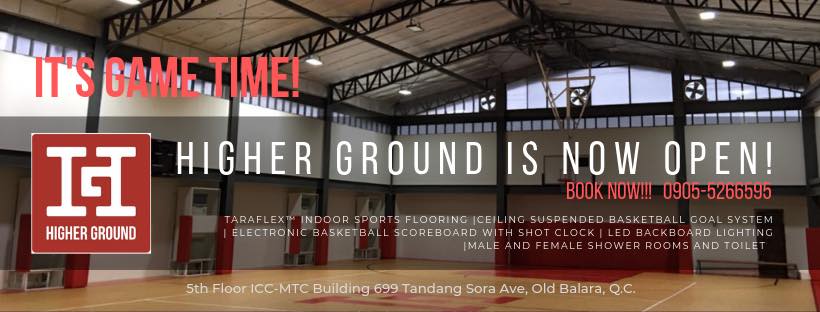 IT'S GAME TIME!
HIGHER GROUND IS NOW OPEN!
BOOK NOW!!! 0905-5266595
HG
HIGHER GROUND
TARAFLEX™ INDOOR SPORTS FLOORING |CEILING SUSPENDED BASKETBALL GOAL SYSTEM
| ELECTRONIC BASKETBALL SCOREBOARD WITH SHOT CLOCK | LED BACKBOARD LIGHTING
|MALE AND FEMALE SHOWER ROOMS AND TOILET
5th Floor ICC-MTC Building 699 Tandang Sora Ave, Old Balara, Q.C.